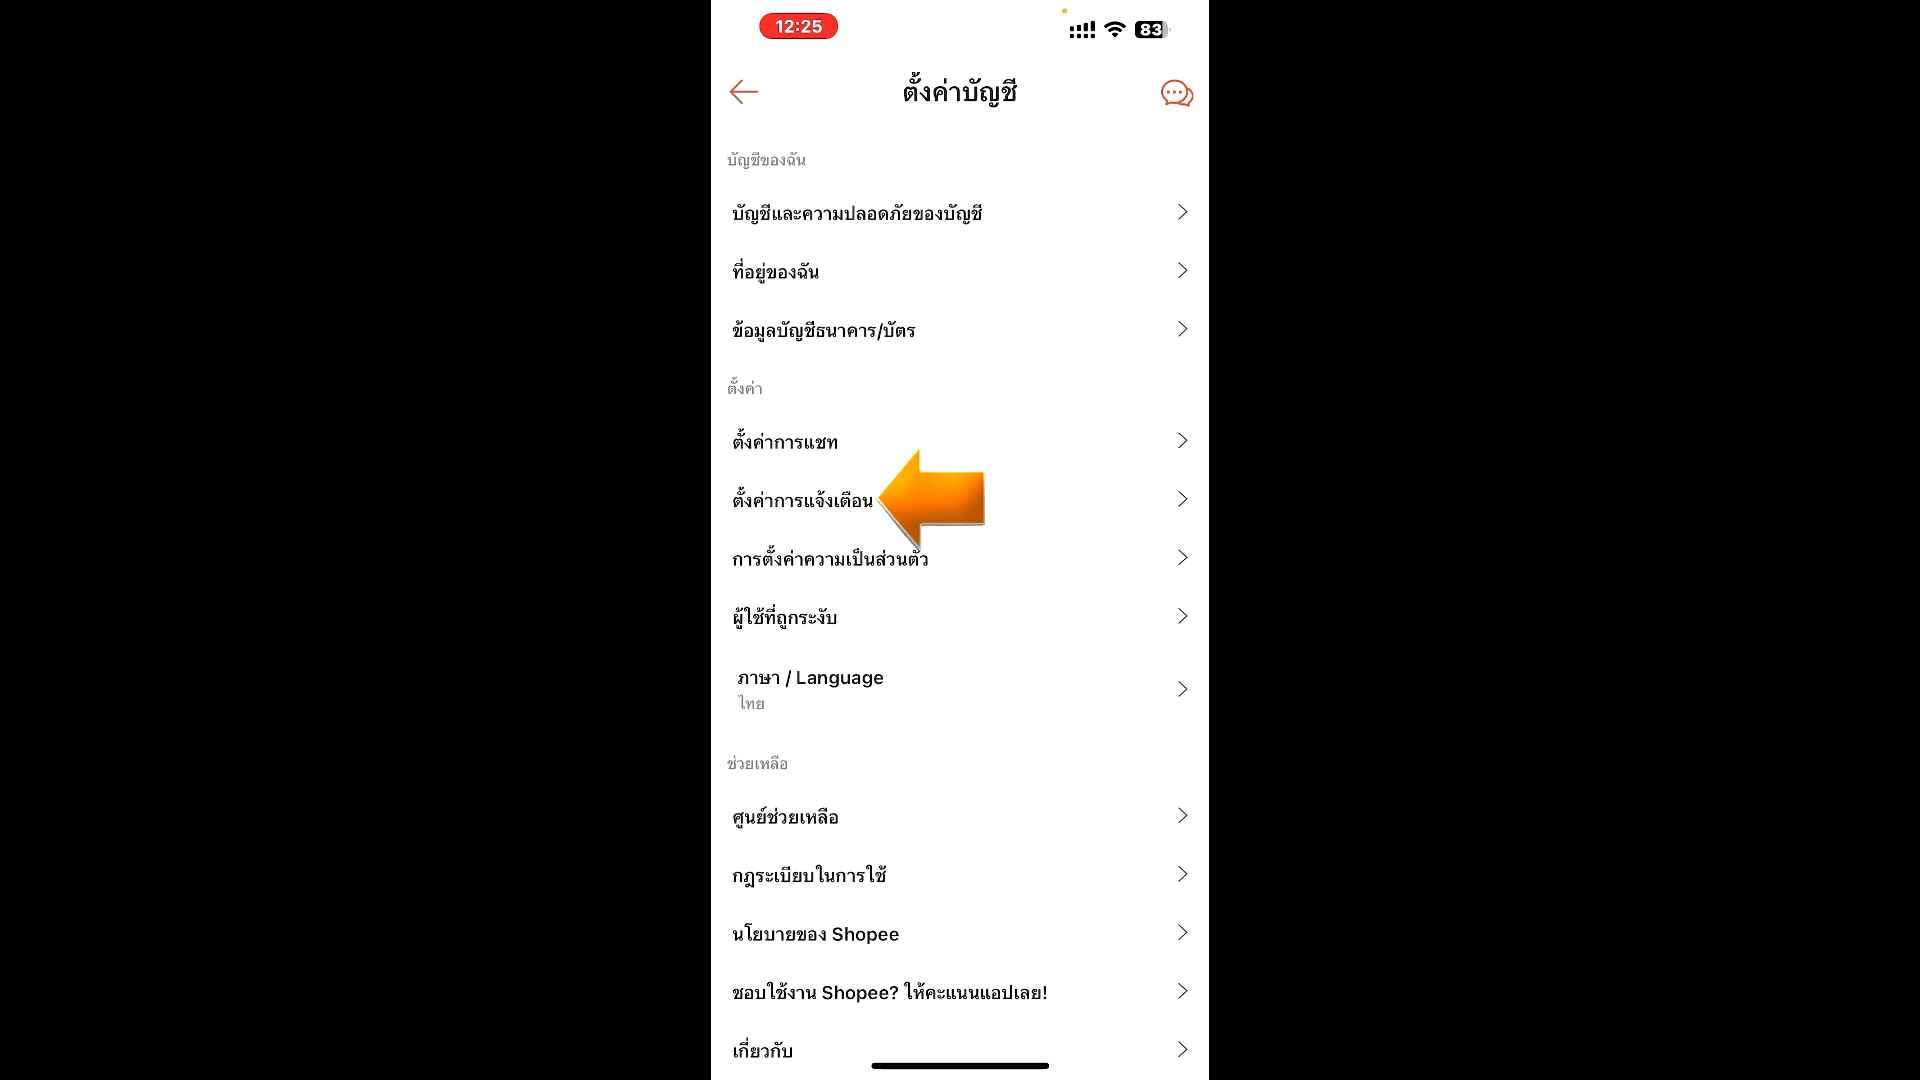 12:25
83
ตั้งค่าบัญชี
บัญชีของฉัน
บัญชีและความปลอดภัยของบัญชี
ที่อยู่ของฉัน
ข้อมูลบัญชีธนาคาร/บัตร
ตั้งค่า
ตั้งค่าการแชท
ตั้งค่าการแจ้งเตือน
การตั้งค่าความเป็นส่วนตัว
ผู้ใช้ที่ถูกระงับ
ภาษา / Language
ไทย
ช่วยเหลือ
ศูนย์ช่วยเหลือ
กฎระเบียบในการใช้
นโยบายของ Shopee
ชอบใช้งาน Shopee? ให้คะแนนแอปเลย!
เกี่ยวกับ